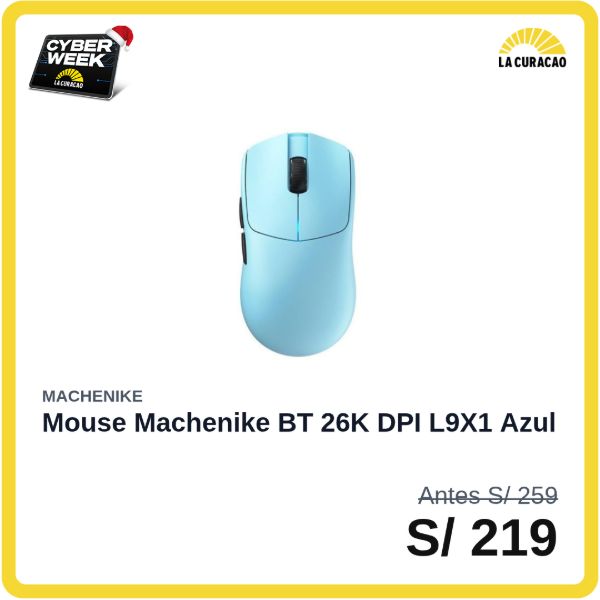 CYBER
WEEK
LA CURACAO
LA CURACAO
MACHENIKE
Mouse Machenike BT 26K DPI L9X1 Azul
Antes S/ 259
S/ 219